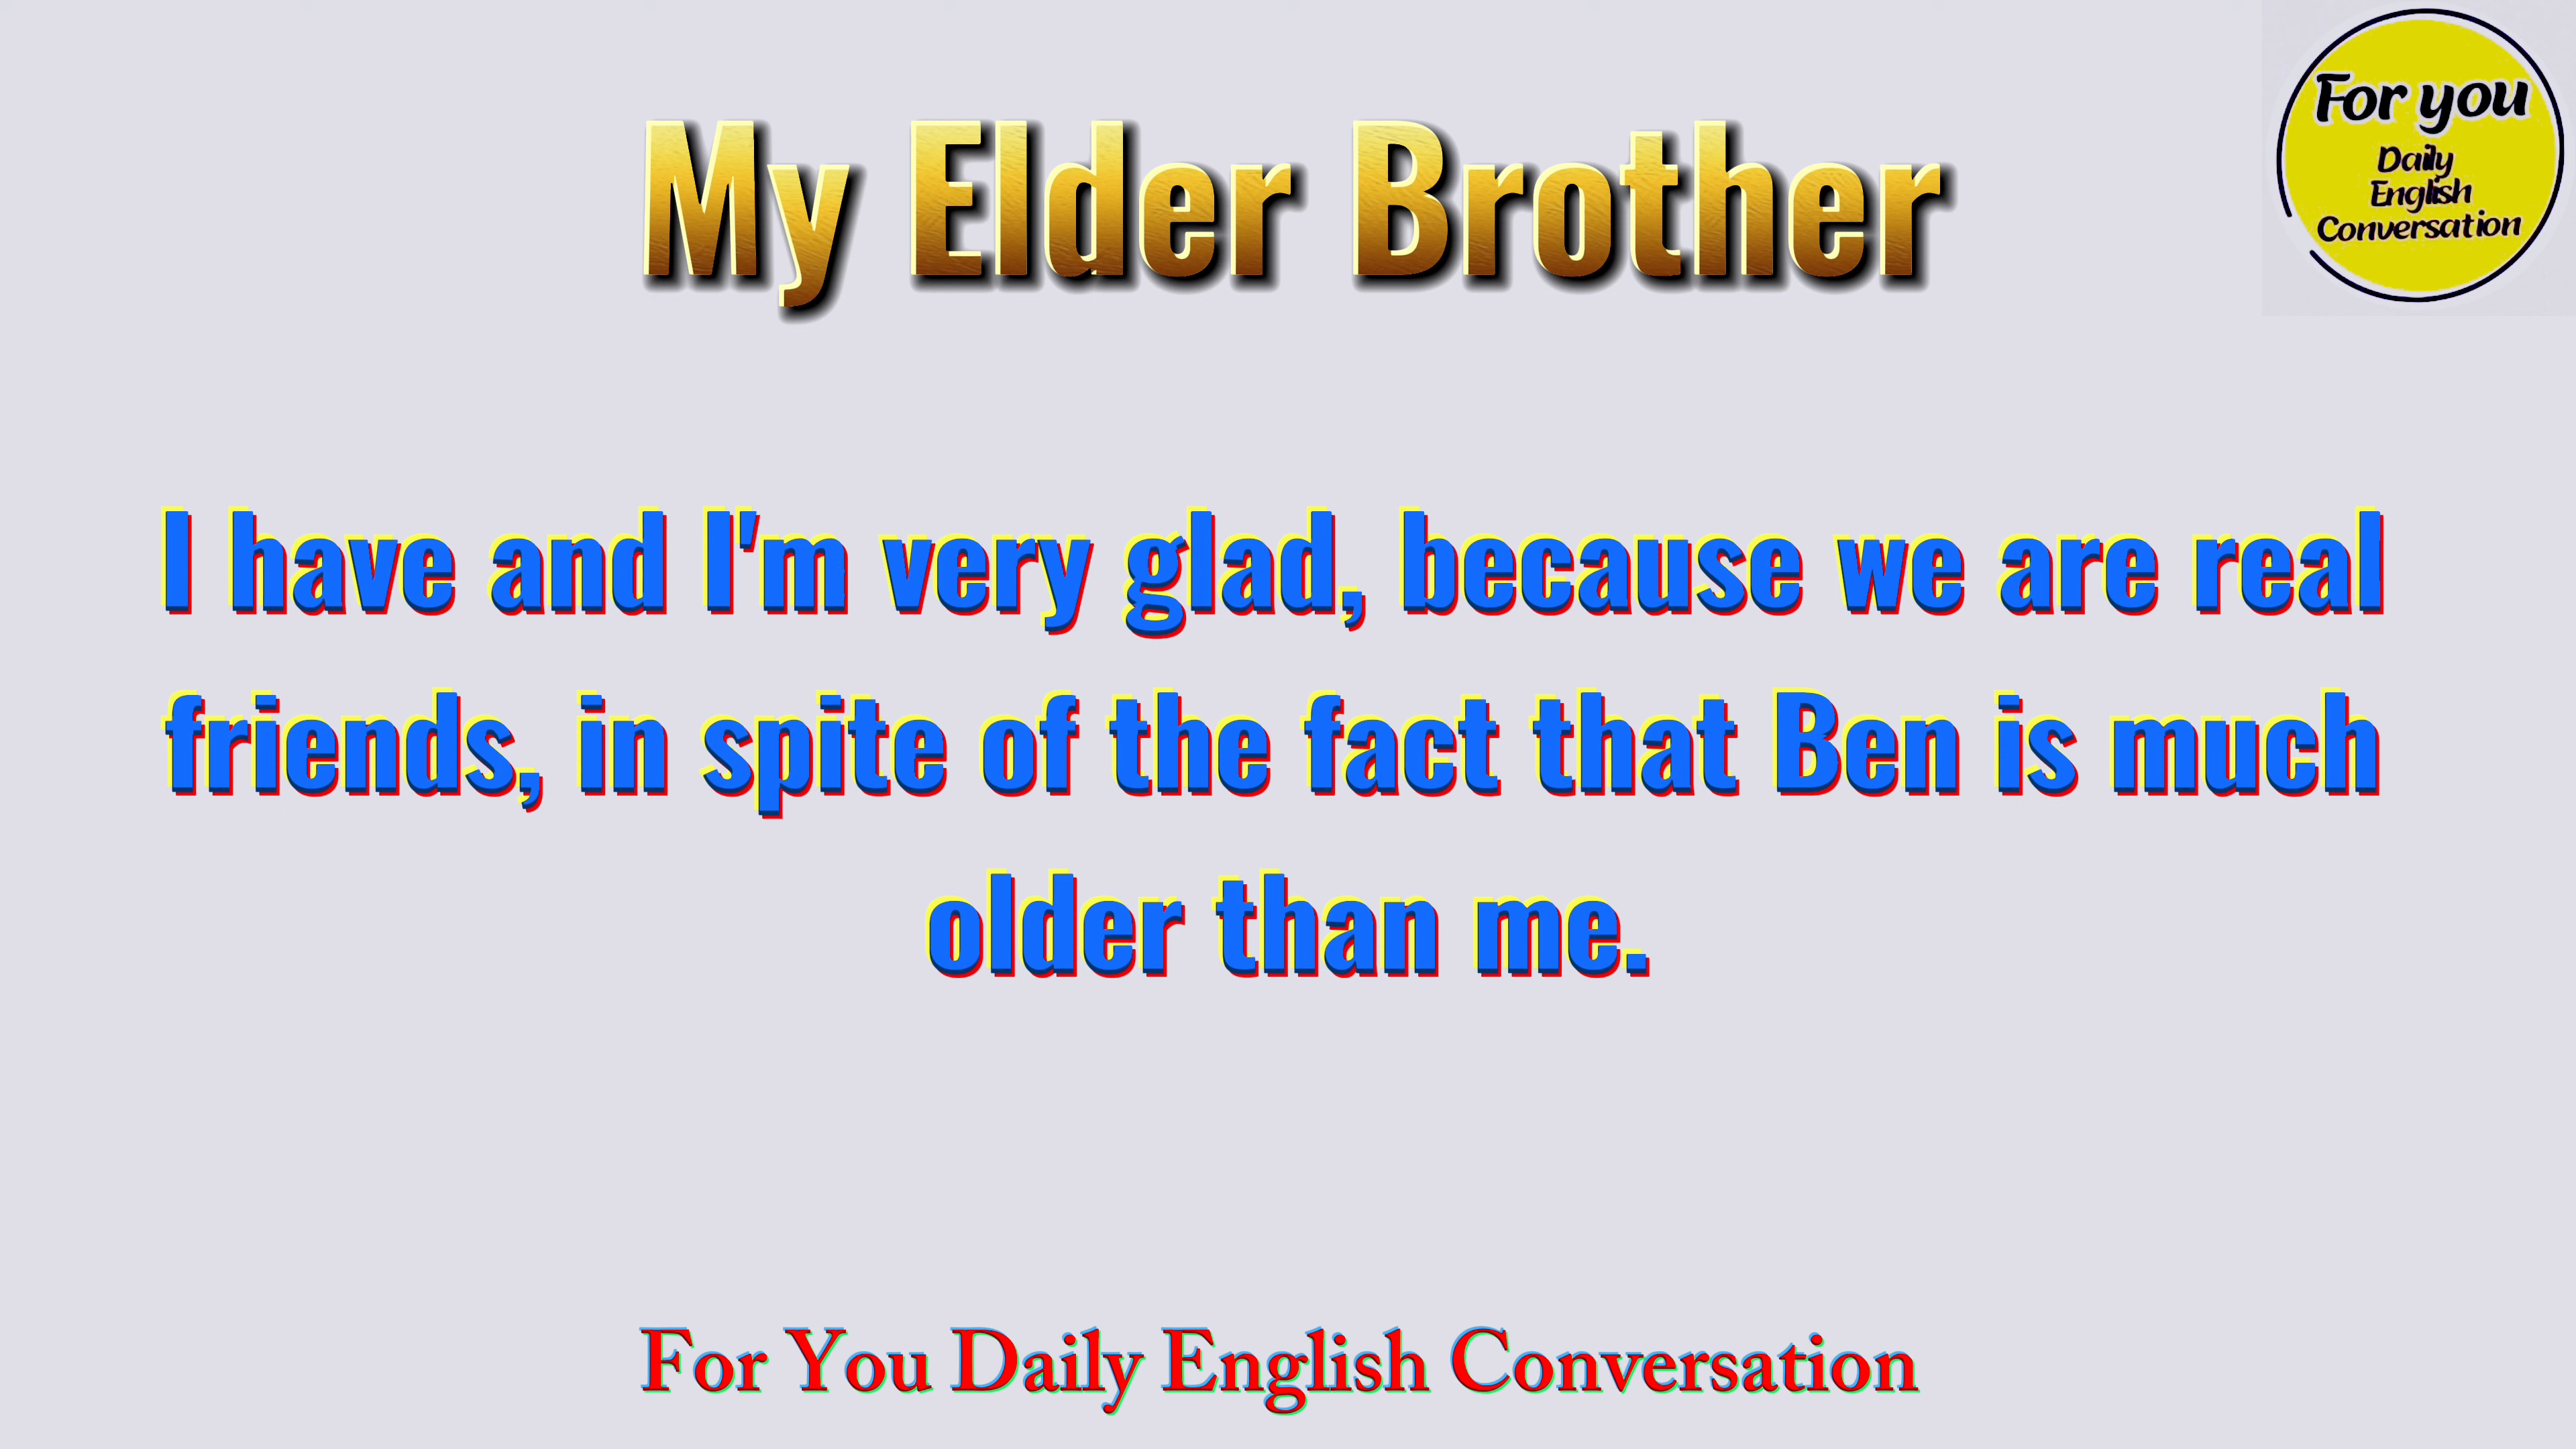 My Elder Brother
For you
Daily
English
Conversation
I have and I'm very glad, because we are real
friends, in spite of the fact that Ben is much
older than me.
For You Daily English Conversation